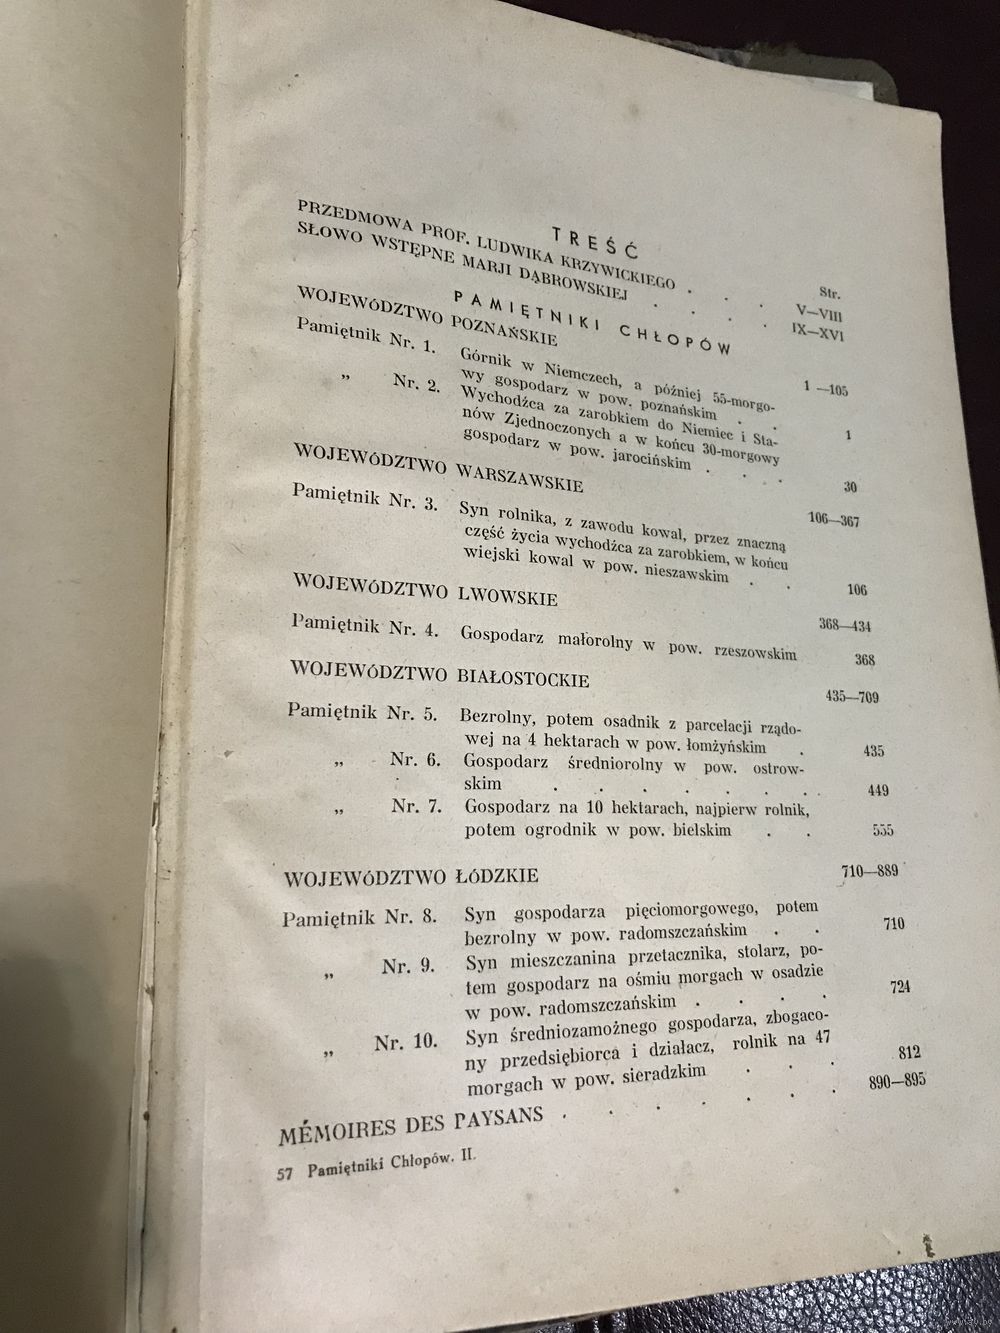 TREŚĆ
Str.
PRZEDMOWA PROF. LUDWIKA KRZYWICKIEGO . . . V—VIII
SŁOWO WSTĘPNE MARJI DĄBROWSKIEJ . . . . IX—XVI
PAMIĘTNIKI CHŁOPÓW
WOJEWÓDZTWO POZNAŃSKIE 1 —105
Pamiętnik Nr. 1. Górnik w Niemczech, a później 55-morgo-
wy gospodarz w pow. poznańskim . . 1
„ Nr. 2. Wychodźca za zarobkiem do Niemiec i Sta-
nów Zjednoczonych a w końcu 30-morgowy
gospodarz w pow. jarocińskim . . . 30
WOJEWÓDZTWO WARSZAWSKIE 106—367
Pamiętnik Nr. 3. Syn rolnika, z zawodu kowal, przez znaczną
część życia wychodźca za zarobkiem, w końcu
wiejski kowal w pow. nieszawskim . . 106
WOJEWÓDZTWO LWOWSKIE 368—434
Pamiętnik Nr. 4. Gospodarz małorolny w pow. rzeszowskim 368
WOJEWÓDZTWO BIAŁOSTOCKIE 435—709
Pamiętnik Nr. 5. Bezrolny, potem osadnik z parcelacji rządo-
wej na 4 hektarach w pow. łomżyńskim . 435
„ Nr. 6. Gospodarz średniorolny w pow. ostrow-
skim . . . . . . . 449
„ Nr. 7. Gospodarz na 10 hektarach, najpierw rolnik,
potem ogrodnik w pow. bielskim . . 555
WOJEWÓDZTWO ŁÓDZKIE 710—889
Pamiętnik Nr. 8. Syn gospodarza pięciomorgowego, potem
bezrolny w pow. radomszczańskim . . 710
„ Nr. 9. Syn mieszczanina przetacznika, stolarz, po-
tem gospodarz na ośmiu morgach w osadzie
w pow. radomszczańskim . . . . 724
„ Nr. 10. Syn średniozamożnego gospodarza, zbogaco-
ny przedsiębiorca i działacz, rolnik na 47
morgach w pow. sieradzkim . . . 812
MÉMOIRES DES PAYSANS . . . . . . . 890—895
57 Pamiętniki Chłopów. II.